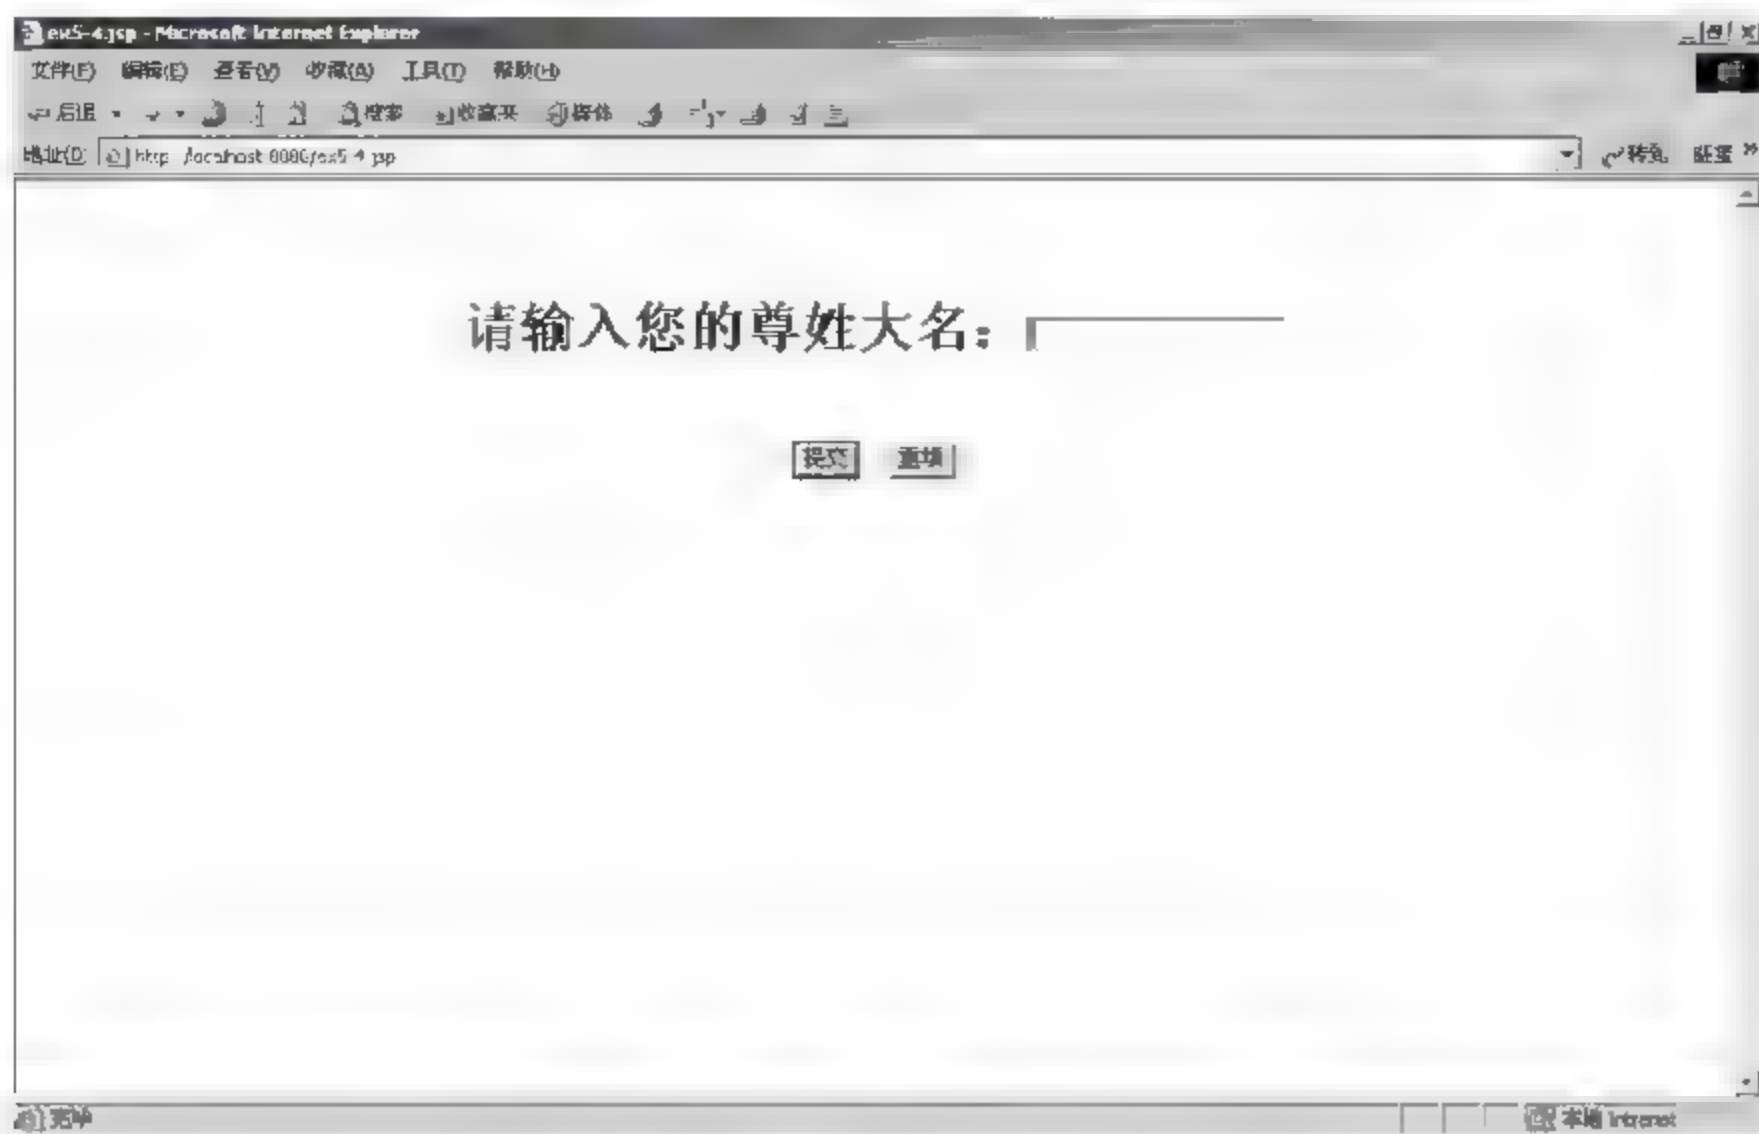 ex5-4.jsp - Microsoft Internet Explorer
文件(F) 编辑(E) 查看(V) 收藏(A) 工具(T) 帮助(H)
后退 搜索 收藏夹 媒体
地址(D) http://localhost:8080/ex5-4.jsp 转到 链接 »
请输入您的尊姓大名：
提交 重填
完毕 本地 Intranet